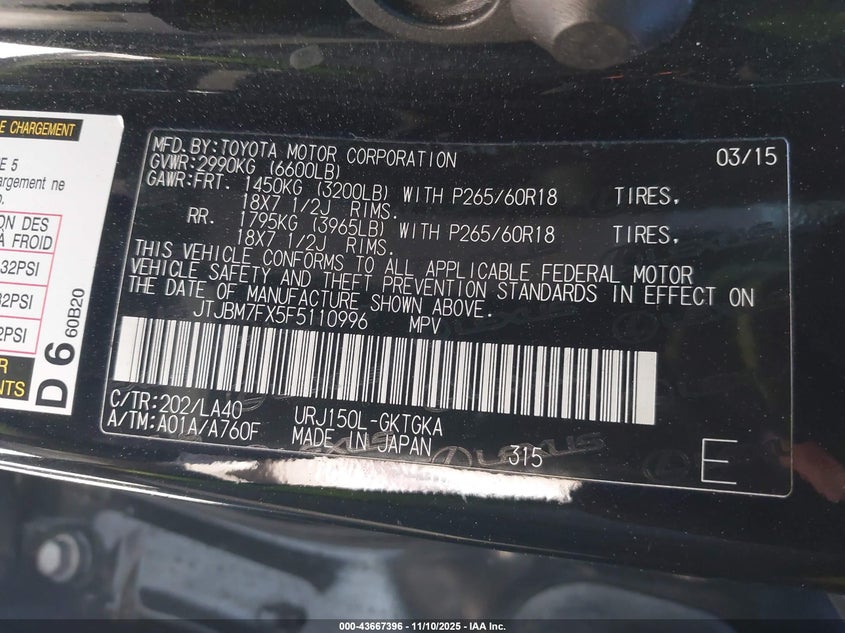 E CHARGEMENT
E 5
argement ne
ON DES
À FROID
32PSI
32PSI
2PSI
R
ENTS
D 6
60B20
MFD. BY:TOYOTA MOTOR CORPORATION 03/15
GVWR:2990KG (6600LB)
GAWR:FRT. 1450KG (3200LB) WITH P265/60R18 TIRES,
18X7 1/2J RIMS.
RR. 1795KG (3965LB) WITH P265/60R18 TIRES,
18X7 1/2J RIMS.
THIS VEHICLE CONFORMS TO ALL APPLICABLE FEDERAL MOTOR
VEHICLE SAFETY AND THEFT PREVENTION STANDARDS IN EFFECT ON
THE DATE OF MANUFACTURE SHOWN ABOVE.
JTJBM7FX5F5110996 MPV
C/TR:202/LA40 URJ150L-GKTGKA
A/TM:A01A/A760F MADE IN JAPAN 315 E
LEXUS
000-43667396 - 11/10/2025 - IAA Inc.